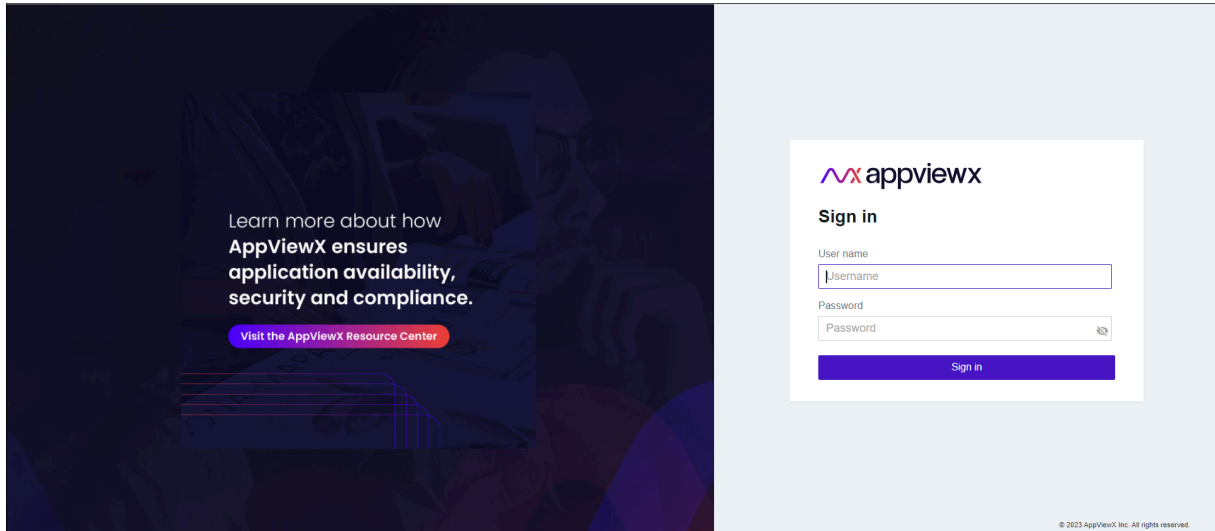 Learn more about how
AppViewX ensures
application availability,
security and compliance.
Visit the AppViewX Resource Center
appviewx
Sign in
User name
Username
Password
Password
Sign in
© 2023 AppViewX Inc. All rights reserved.